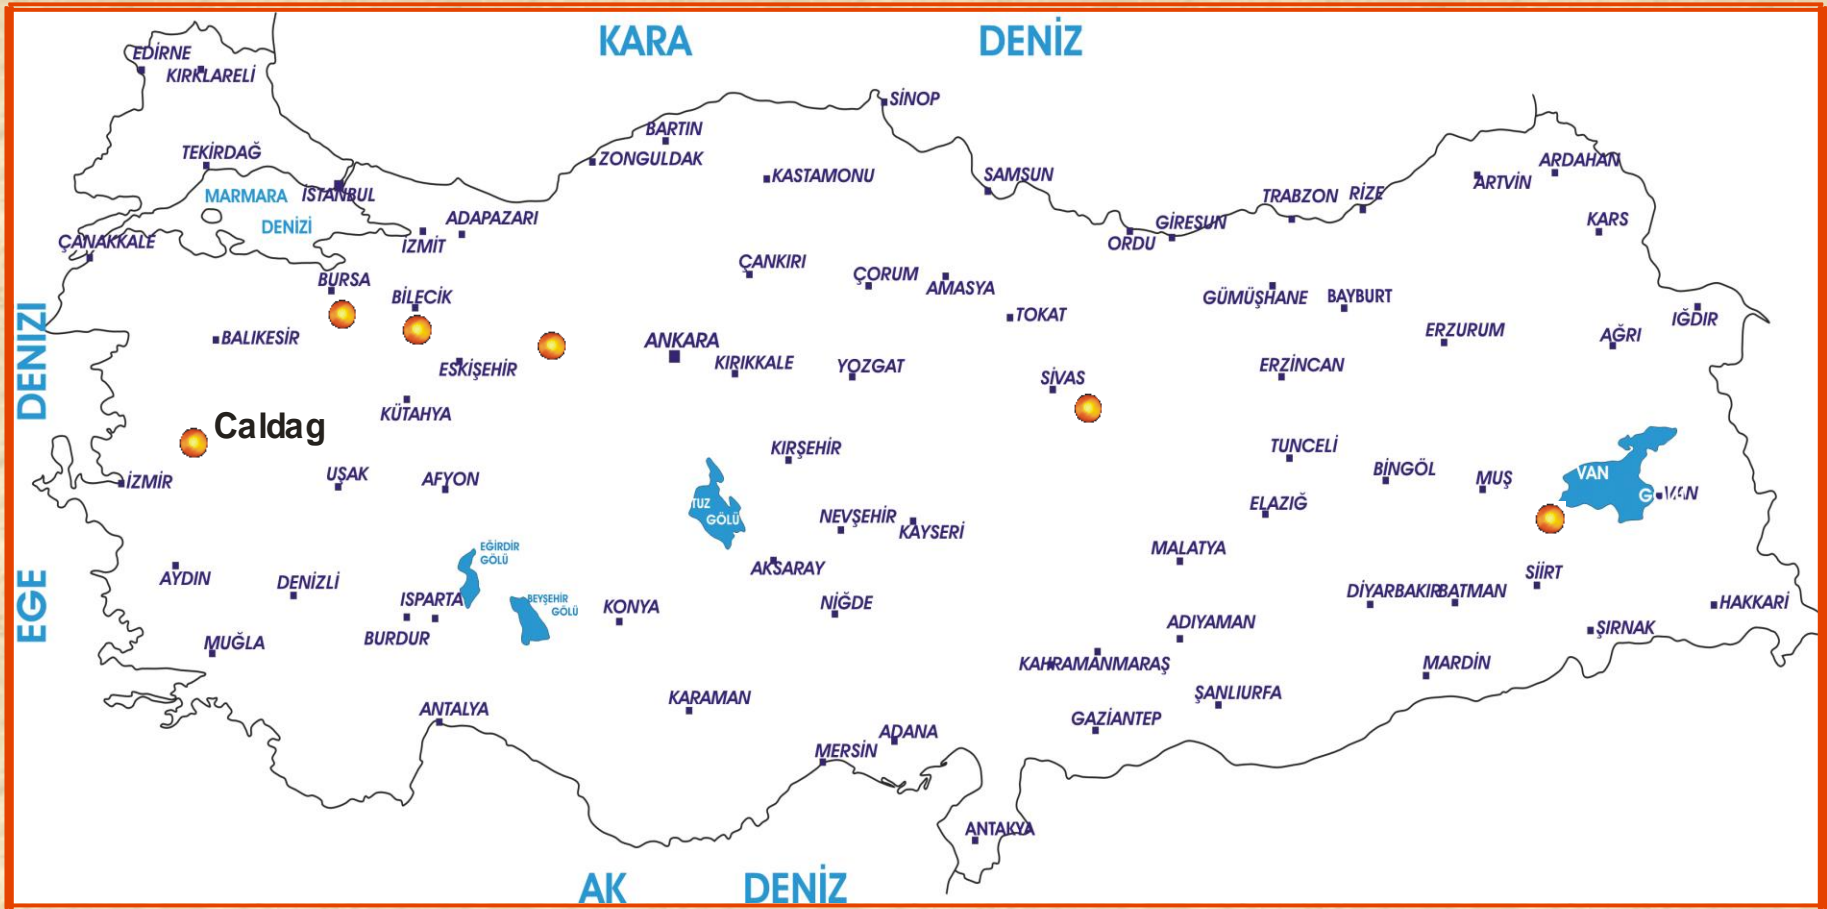 KARA DENİZ
EDİRNE
KIRKLARELİ
SİNOP
BARTIN
ZONGULDAK
TEKİRDAĞ
KASTAMONU
SAMSUN
ARDAHAN
ARTVİN
MARMARA
DENİZİ
İSTANBUL
TRABZON
RİZE
ADAPAZARI
İZMİT
GİRESUN
ORDU
KARS
ÇANAKKALE
BURSA
BİLECİK
ÇANKIRI
ÇORUM
AMASYA
TOKAT
GÜMÜŞHANE
BAYBURT
IĞDIR
BALIKESİR
ESKİŞEHİR
ANKARA
KIRIKKALE
YOZGAT
SİVAS
ERZİNCAN
ERZURUM
AĞRI
EGE DENIZI
KÜTAHYA
Caldag
KIRŞEHİR
TUNCELİ
BİNGÖL
MUŞ
VAN
İZMİR
UŞAK
AFYON
TUZ
GÖLÜ
NEVŞEHİR
KAYSERİ
ELAZIĞ
VAN
MALATYA
EĞİRDİR
GÖLÜ
AKSARAY
SİİRT
AYDIN
DENİZLİ
ISPARTA
BURDUR
BEYŞEHİR
GÖLÜ
KONYA
NİĞDE
DİYARBAKIR
BATMAN
HAKKARİ
ADIYAMAN
ŞIRNAK
MUĞLA
KAHRAMANMARAŞ
MARDİN
ŞANLIURFA
ANTALYA
KARAMAN
GAZİANTEP
ADANA
MERSİN
ANTAKYA
AK DENİZ